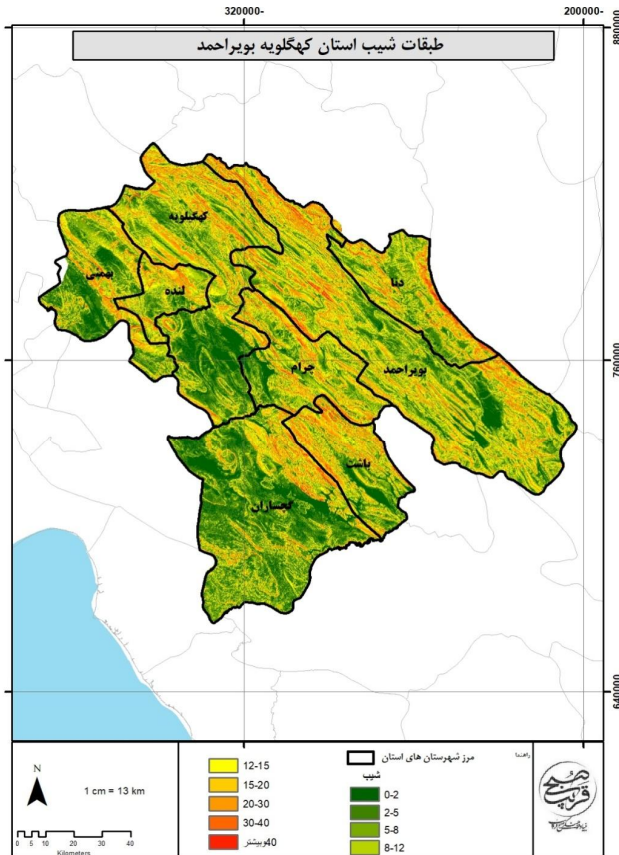 320000-
200000-
880000
طبقات شیب استان کهگلویه بویراحمد
کهگیلویه
بهمئی
لنده
دنا
760000
چرام
بویراحمد
باشت
گچساران
640000
راهنما
مرز شهرستان های استان
شیب
0-2
2-5
5-8
8-12
12-15
15-20
20-30
30-40
40وبیشتر
N
1 cm = 13 km
0 5 10 20 30 40
Kilometers